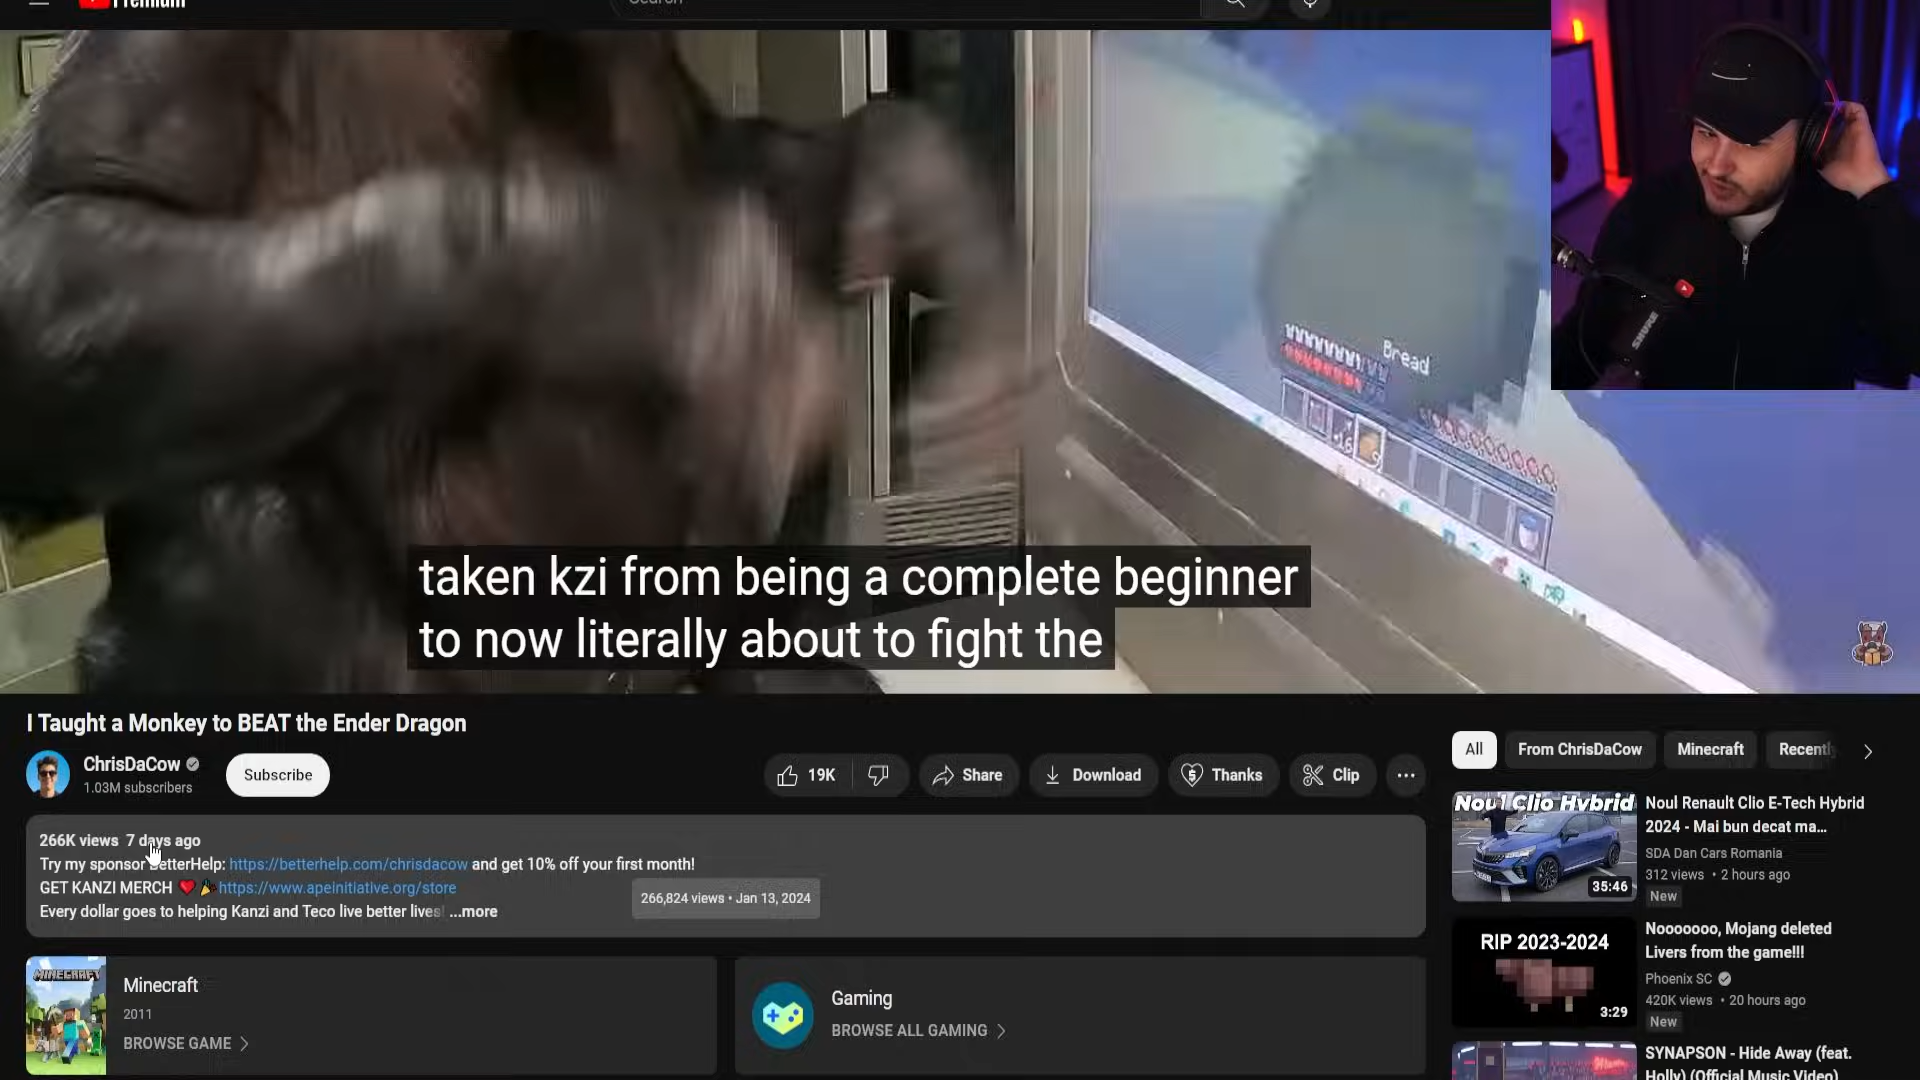 Premium
Search
SHURE
Bread
taken kzi from being a complete beginner
to now literally about to fight the
I Taught a Monkey to BEAT the Ender Dragon
ChrisDaCow
1.03M subscribers
Subscribe
19K
Share
Download
Thanks
Clip
266K views 7 days ago
Try my sponsor BetterHelp: https://betterhelp.com/chrisdacow and get 10% off your first month!
GET KANZI MERCH ❤️🎉https://www.apeinitiative.org/store
Every dollar goes to helping Kanzi and Teco live better lives! ...more
266,824 views • Jan 13, 2024
MINECRAFT
Minecraft
2011
BROWSE GAME
Gaming
BROWSE ALL GAMING
All
From ChrisDaCow
Minecraft
Recently
Noul Clio Hybrid
35:46
Noul Renault Clio E-Tech Hybrid
2024 - Mai bun decat ma...
SDA Dan Cars Romania
312 views • 2 hours ago
New
RIP 2023-2024
3:29
Nooooooo, Mojang deleted
Livers from the game!!!
Phoenix SC
420K views • 20 hours ago
New
SYNAPSON - Hide Away (feat.
Holly) (Official Music Video)